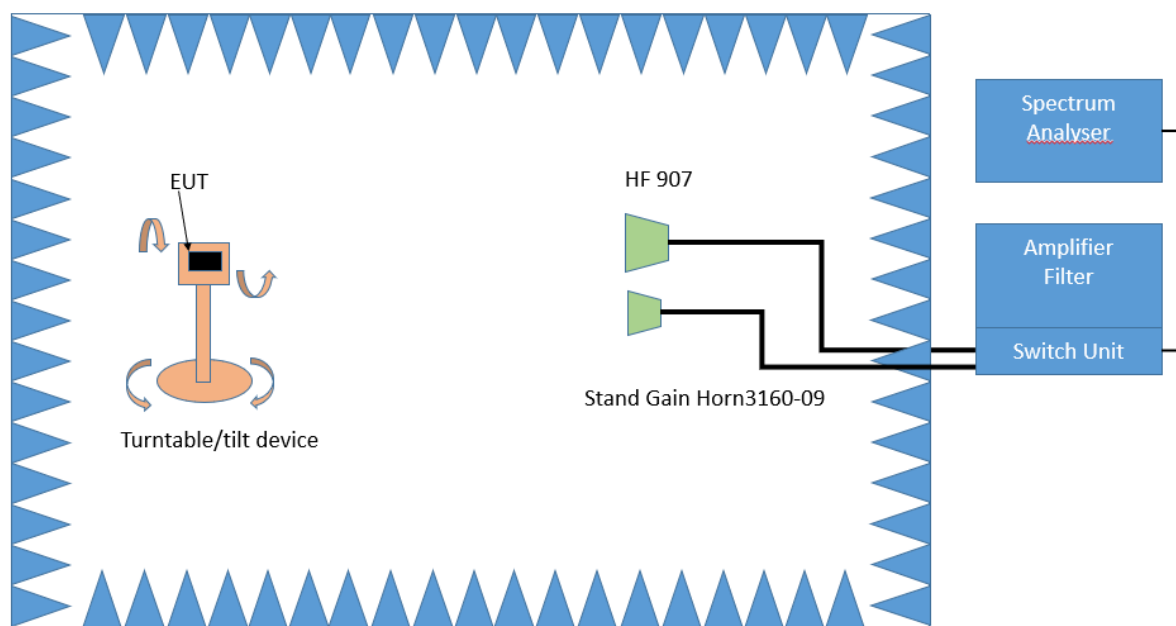 Spectrum
Analyser
EUT
HF 907
Amplifier
Filter
Switch Unit
Stand Gain Horn3160-09
Turntable/tilt device